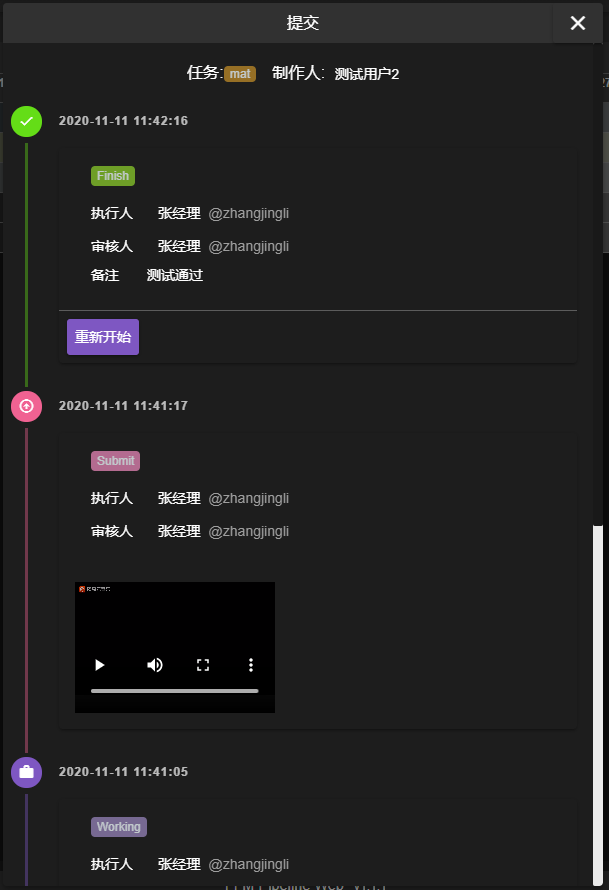 提交
任务: mat 制作人: 测试用户2
2020-11-11 11:42:16
Finish
执行人 张经理 @zhangjingli
审核人 张经理 @zhangjingli
备注 测试通过
重新开始
2020-11-11 11:41:17
Submit
执行人 张经理 @zhangjingli
审核人 张经理 @zhangjingli
2020-11-11 11:41:05
Working
执行人 张经理 @zhangjingli